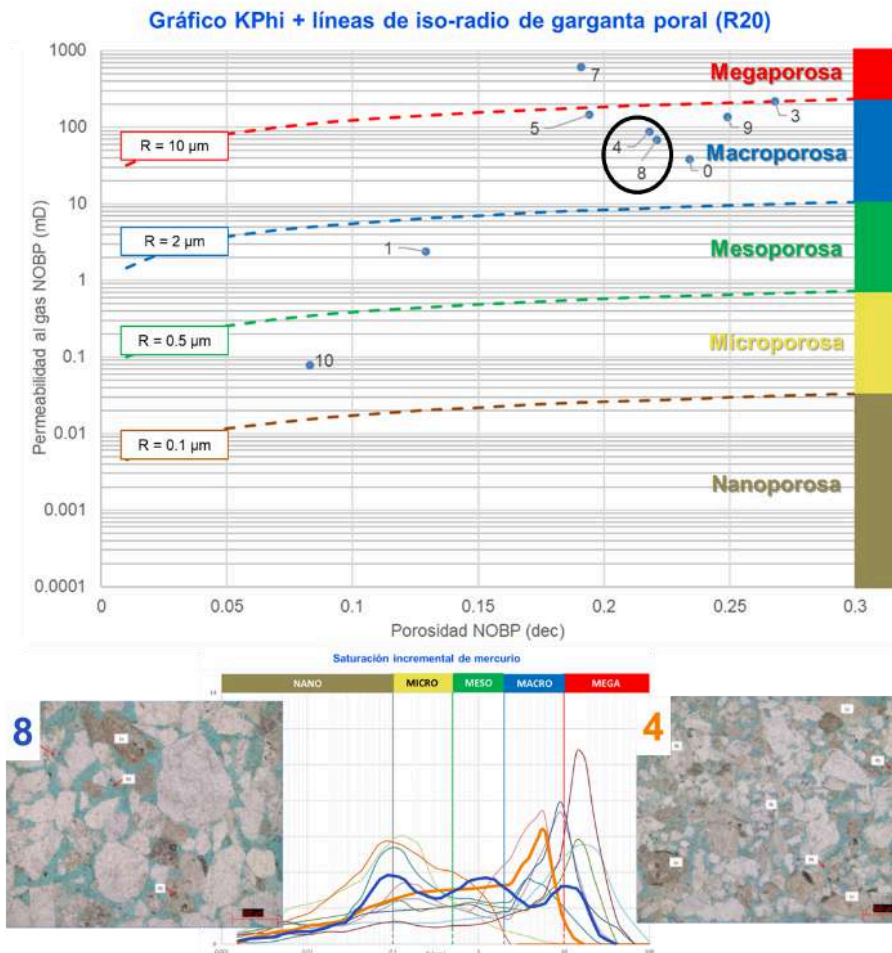 Gráfico KPhi + líneas de iso-radio de garganta poral (R20)
Permeabilidad al gas NOBP (mD)
1000
100
10
1
0.1
0.01
0.001
0.0001
R = 10 µm
R = 2 µm
R = 0.5 µm
R = 0.1 µm
7
5
3
9
4
8
0
1
10
Megaporosa
Macroporosa
Mesoporosa
Microporosa
Nanoporosa
0
0.05
0.1
0.15
0.2
0.25
0.3
Porosidad NOBP (dec)
Saturación incremental de mercurio
14
NANO
MICRO
MESO
MACRO
MEGA
8
4